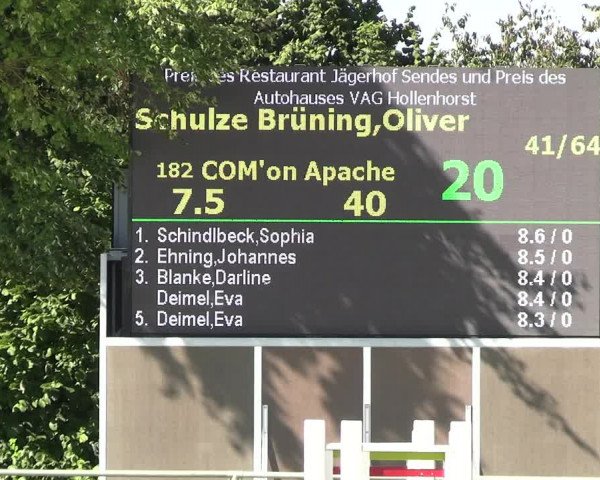 Preis des Restaurant Jägerhof Sendes und Preis des
Autohauses VAG Hollenhorst
Schulze Brüning,Oliver
41/64
182 COM'on Apache
20
7.5 40
1. Schindlbeck,Sophia 8.6 / 0
2. Ehning,Johannes 8.5 / 0
3. Blanke,Darline 8.4 / 0
Deimel,Eva 8.4 / 0
5. Deimel,Eva 8.3 / 0